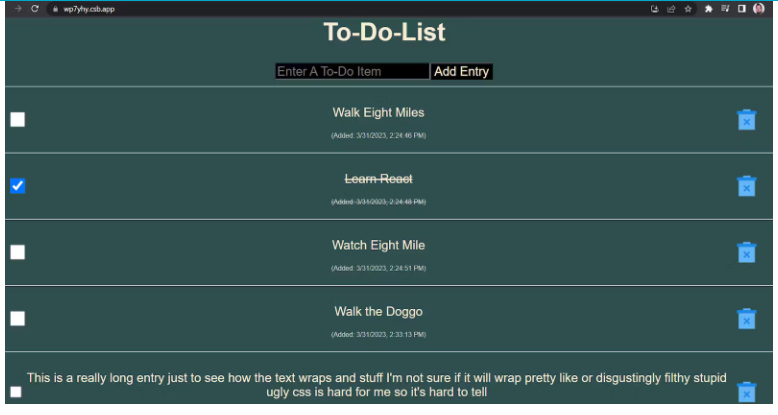 wp7yhy.csb.app
To-Do-List
Enter A To-Do Item
Add Entry
Walk Eight Miles
(Added: 3/31/2023, 2:24:46 PM)
Learn React
(Added: 3/31/2023, 2:24:48 PM)
Watch Eight Mile
(Added: 3/31/2023, 2:24:51 PM)
Walk the Doggo
(Added: 3/31/2023, 2:33:13 PM)
This is a really long entry just to see how the text wraps and stuff I'm not sure if it will wrap pretty like or disgustingly filthy stupid
ugly css is hard for me so it's hard to tell